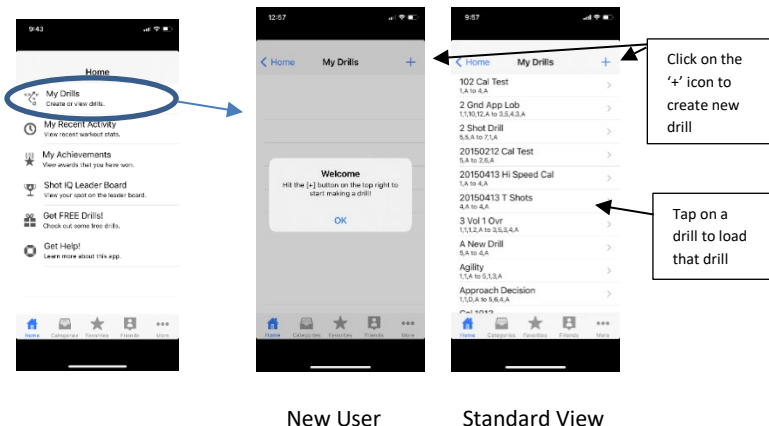 9:43
Home
My Drills
Create or view drills.
My Recent Activity
View recent workout stats.
My Achievements
View awards that you have won.
Shot IQ Leader Board
View your spot on the leader board.
Get FREE Drills!
Check out some free drills.
Get Help!
Learn more about this app.
Home Categories Favorites Friends More
12:57
Home My Drills +
Welcome
Hit the [+] button on the top right to
start making a drill!
OK
Home Categories Favorites Friends More
New User
9:57
Home My Drills +
102 Cal Test
1,A to 4,A
2 Gnd App Lob
1,1,10,12,A to 3,5,4,3,A
2 Shot Drill
5,5,A to 7,1,A
20150212 Cal Test
5,A to 2,6,A
20150413 Hi Speed Cal
1,A to 4,A
20150413 T Shots
4,A to 4,A
3 Vol 1 Ovr
1,1,1,2,A to 3,5,3,4,A
A New Drill
5,A to 4,A
Agility
1,1,A to 5,1,3,A
Approach Decision
1,1,D,A to 5,6,4,A
Cal 1013
Home Categories Favorites Friends More
Standard View
Click on the
‘+’ icon to
create new
drill
Tap on a
drill to load
that drill